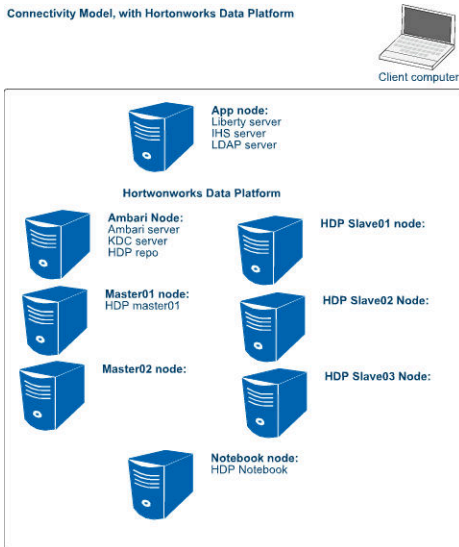 Connectivity Model, with Hortonworks Data Platform
Client computer
App node:
Liberty server
IHS server
LDAP server
Hortwonworks Data Platform
Ambari Node:
Ambari server
KDC server
HDP repo
HDP Slave01 node:
Master01 node:
HDP master01
HDP Slave02 Node:
Master02 node:
HDP Slave03 Node:
Notebook node:
HDP Notebook